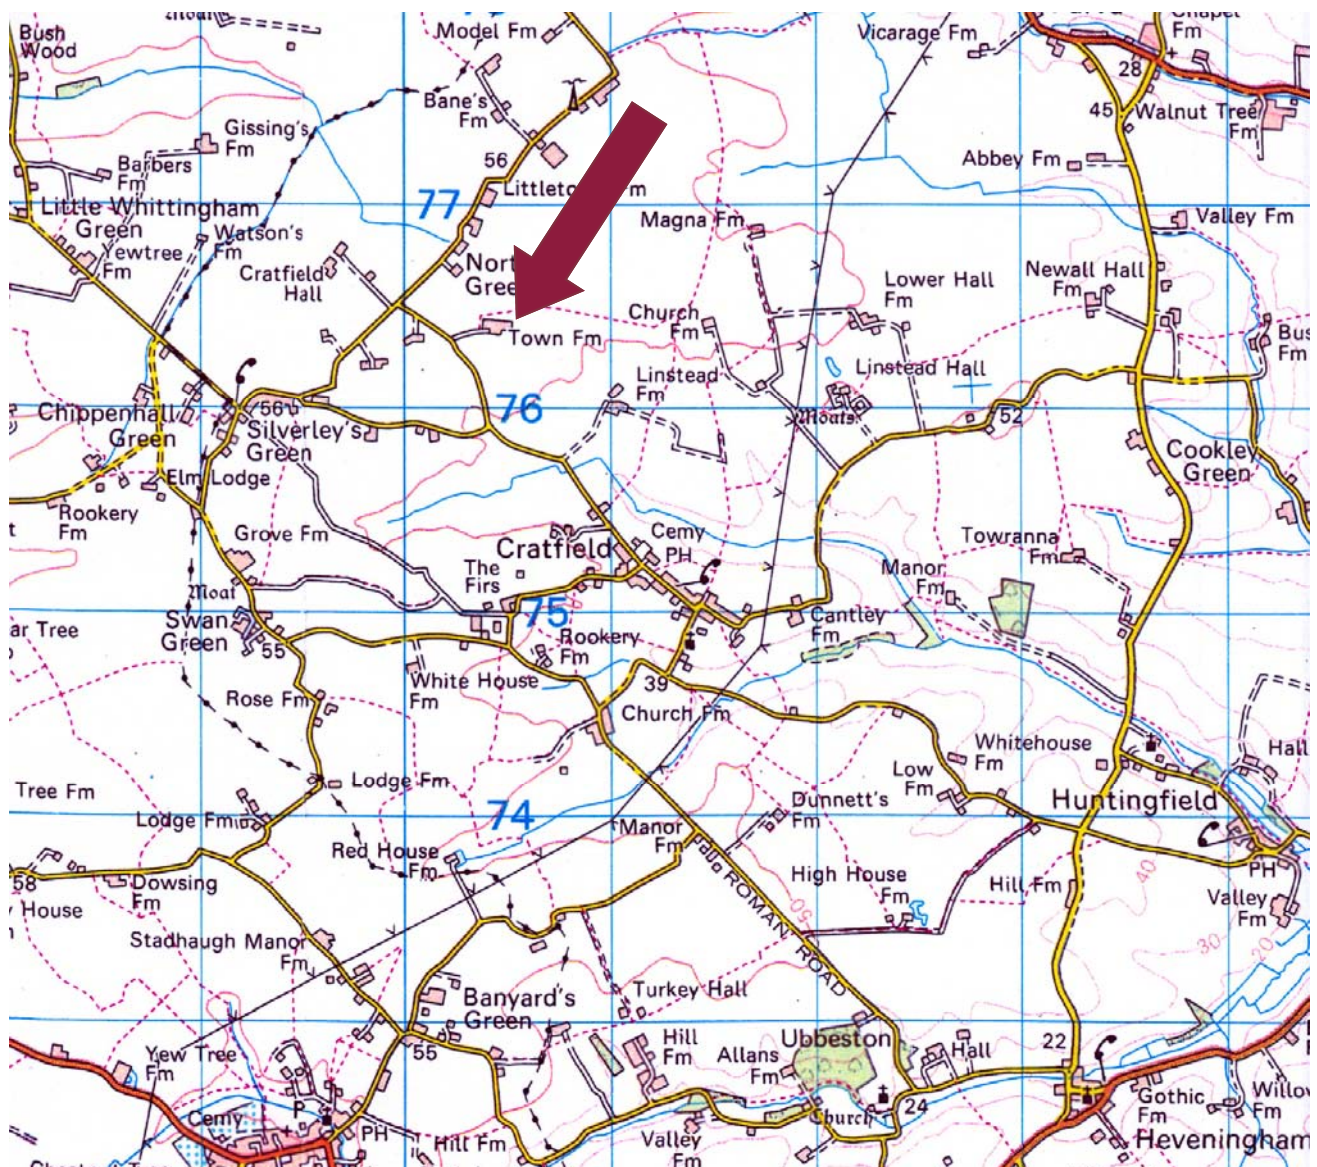 Moat
Bush
Wood
Model Fm
Vicarage Fm
Chapel
Fm
28
Bane's
Fm
45
Walnut Tree
Fm
Gissing's
Fm
Barbers
Fm
56
Abbey Fm
Little Whittingham
Green
77
Magna Fm
Valley Fm
Yewtree
Fm
Watson's
Fm
Cratfield
Hall
Lower Hall
Fm
Newall Hall
Fm
Church
Fm
Town Fm
Bus
Fm
Linstead
Fm
Linstead Hall
76
Moats
52
Chippenhall
Green
56
Silverley's
Green
Cookley
Green
Elm Lodge
Rookery
Fm
Grove Fm
Cratfield
Cemy
PH
Towranna
Fm
The
Firs
Manor
Fm
Moat
75
Swan
Green
55
Cantley
Fm
ar Tree
Rookery
Fm
White House
Fm
39
Rose Fm
Church Fm
Whitehouse
Fm
Hall
Lodge Fm
Tree Fm
Low
Fm
74
Dunnett's
Fm
Huntingfield
Lodge Fm
Manor
Fm
Red House
Fm
High House
Fm
Hill Fm
40
PH
58
Dowsing
Fm
ROMAN ROAD
50
Valley
Fm
House
Stadhaugh Manor
Fm
30
20
Banyard's
Green
Turkey Hall
55
Yew Tree
Fm
Hill
Fm
Allans
Fm
Ubbeston
Hall
22
Cemy
P
PH
Hill Fm
Valley
Fm
Church
24
Gothic
Fm
Willow
Fm
Heveningham